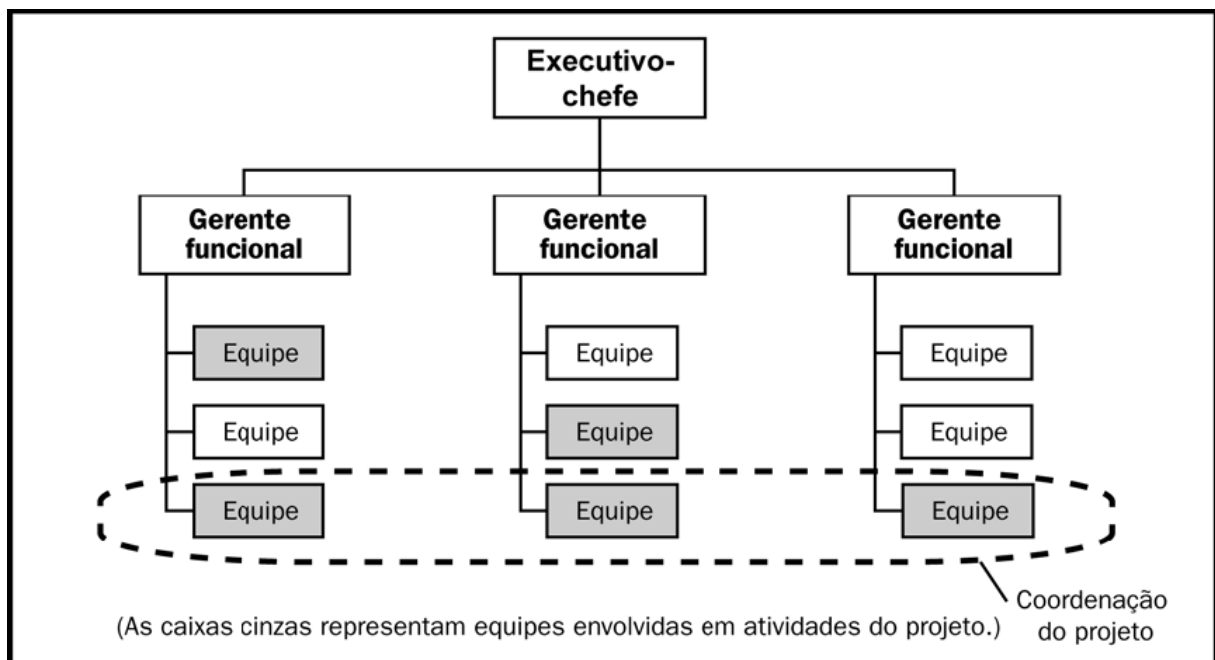 Executivo-
chefe
Gerente
funcional
Gerente
funcional
Gerente
funcional
Equipe
Equipe
Equipe
Equipe
Equipe
Equipe
Equipe
Equipe
Equipe
Coordenação
do projeto
(As caixas cinzas representam equipes envolvidas em atividades do projeto.)